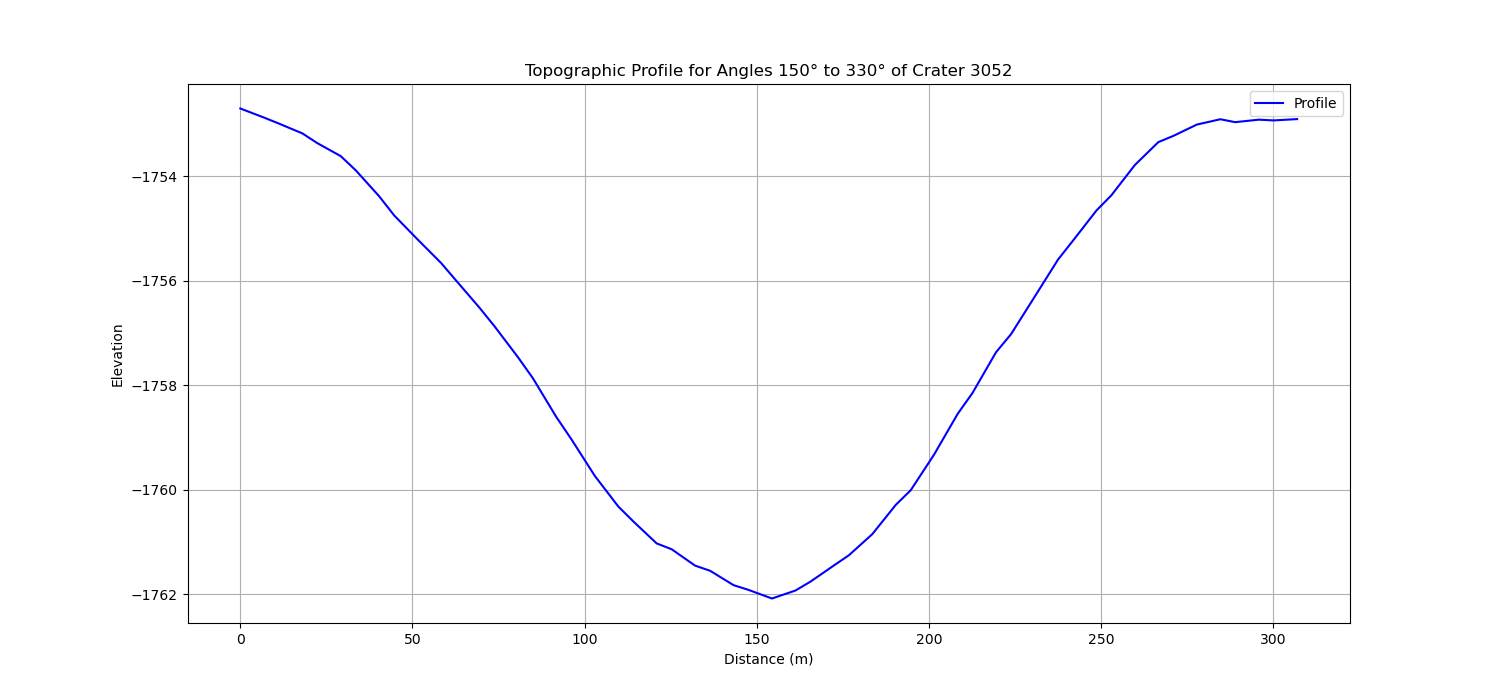 Topographic Profile for Angles 150° to 330° of Crater 3052
Profile
−1754
−1756
−1758
−1760
−1762
Elevation
0 50 100 150 200 250 300
Distance (m)